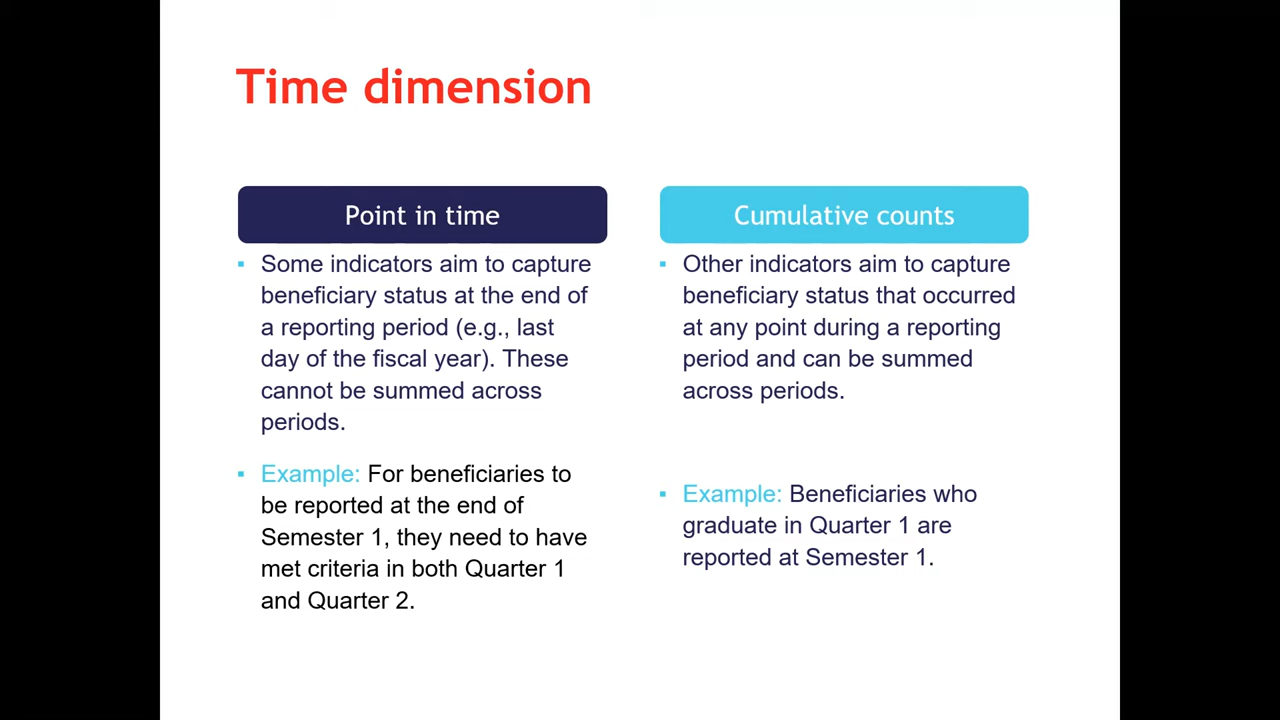 Time dimension
Point in time
Some indicators aim to capture
beneficiary status at the end of
a reporting period (e.g., last
day of the fiscal year). These
cannot be summed across
periods.
Example: For beneficiaries to
be reported at the end of
Semester 1, they need to have
met criteria in both Quarter 1
and Quarter 2.
Cumulative counts
Other indicators aim to capture
beneficiary status that occurred
at any point during a reporting
period and can be summed
across periods.
Example: Beneficiaries who
graduate in Quarter 1 are
reported at Semester 1.